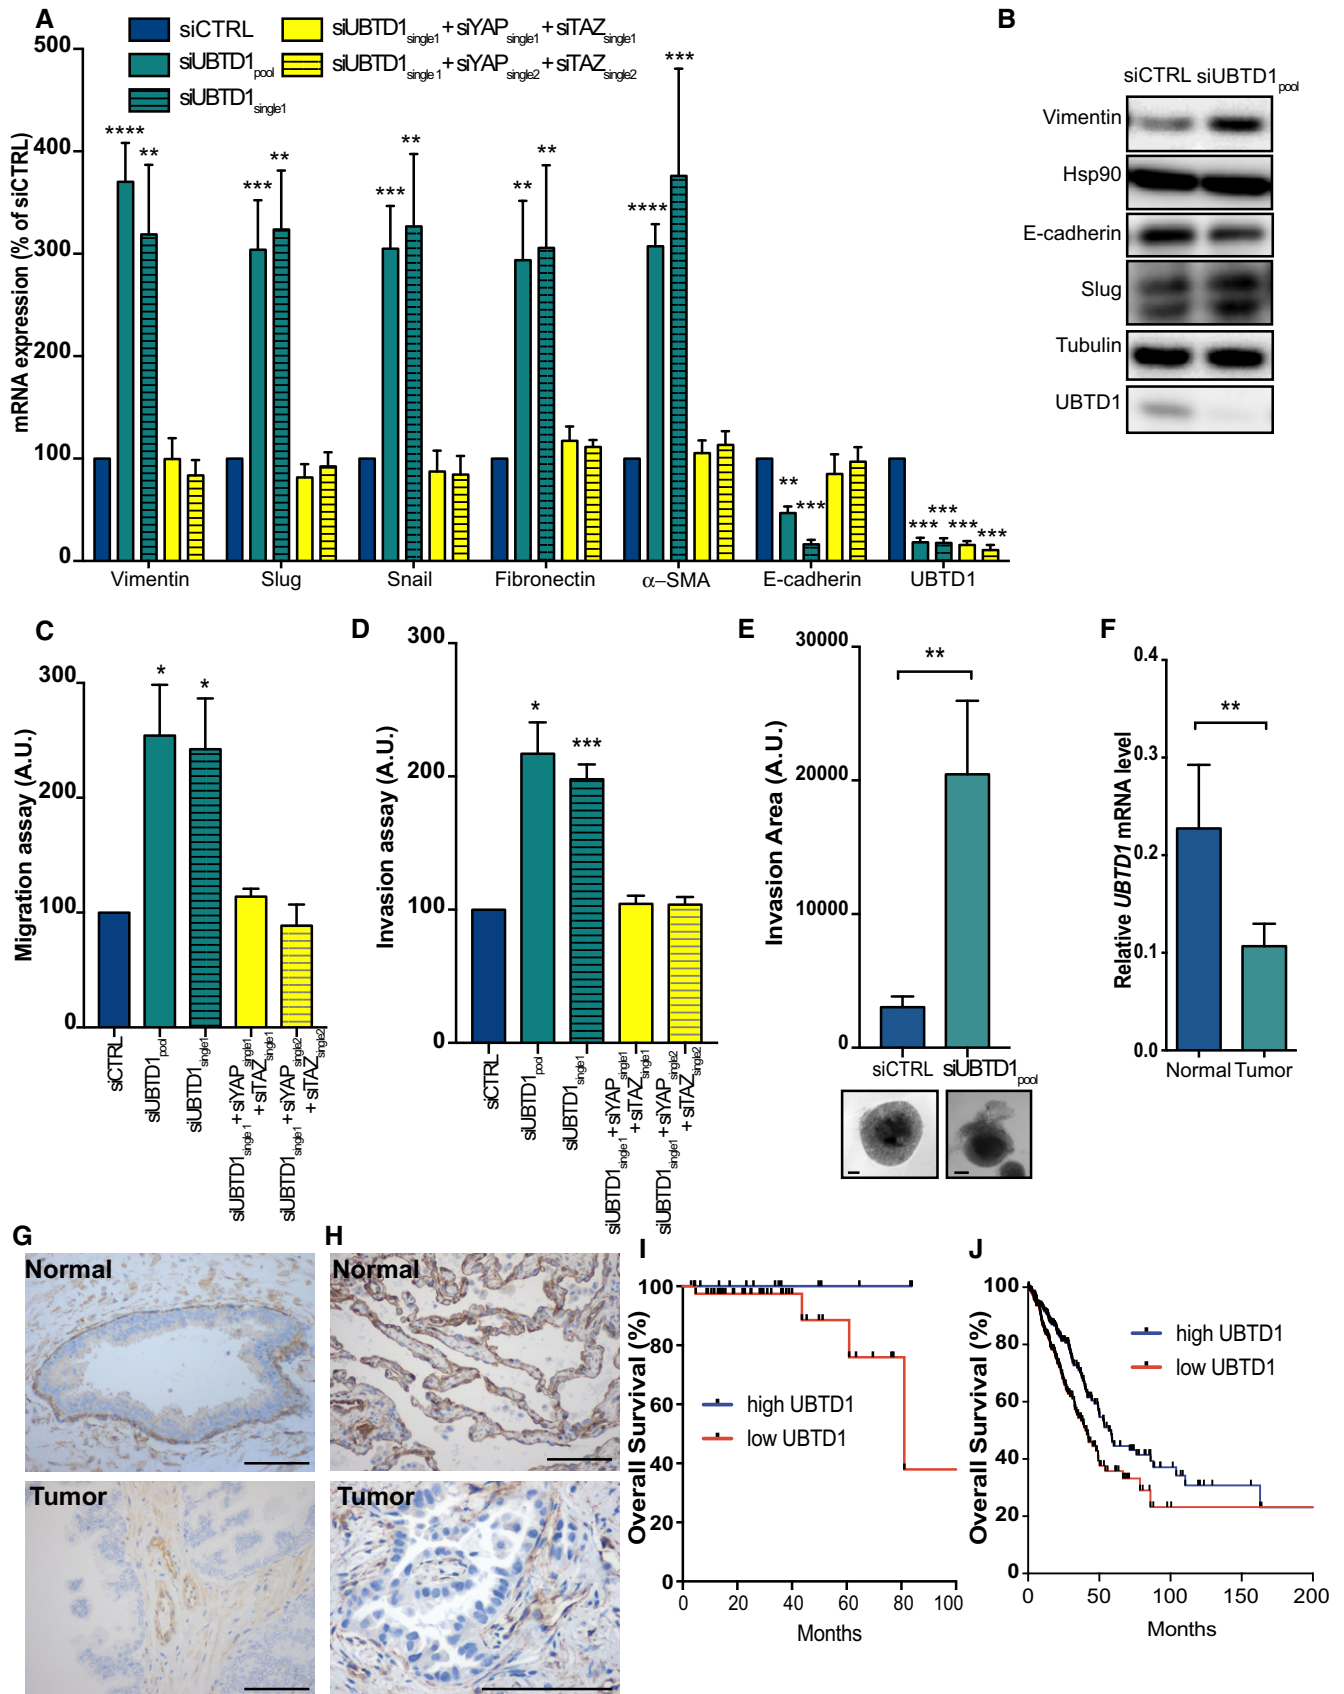 A
siCTRL
siUBTD1pool
siUBTD1single1
siUBTD1single1 + siYAPsingle1 + siTAZsingle1
siUBTD1single1 + siYAPsingle2 + siTAZsingle2
mRNA expression (% of siCTRL)
500
400
300
200
100
0
**** **
*** **
*** **
** **
**** ***
** ***
*** *** *** ***
Vimentin Slug Snail Fibronectin α–SMA E-cadherin UBTD1
B
siCTRL siUBTD1pool
Vimentin
Hsp90
E-cadherin
Slug
Tubulin
UBTD1
C
Migration assay (A.U.)
300
200
100
0
* *
siCTRL
siUBTD1pool
siUBTD1single1
siUBTD1single1 + siYAPsingle1
+ siTAZsingle1
siUBTD1single1 + siYAPsingle2
+ siTAZsingle2
D
Invasion assay (A.U.)
300
200
100
0
* ***
siCTRL
siUBTD1pool
siUBTD1single1
siUBTD1single1 + siYAPsingle1
+ siTAZsingle1
siUBTD1single1 + siYAPsingle2
+ siTAZsingle2
E
Invasion Area (A.U.)
30000
20000
10000
0
**
siCTRL siUBTD1pool
F
Relative UBTD1 mRNA level
0.4
0.3
0.2
0.1
0.0
**
Normal Tumor
G
Normal
Tumor
H
Normal
Tumor
I
Overall Survival (%)
100
80
60
40
20
0
high UBTD1
low UBTD1
0 20 40 60 80 100
Months
J
Overall Survival (%)
100
80
60
40
20
0
high UBTD1
low UBTD1
0 50 100 150 200
Months